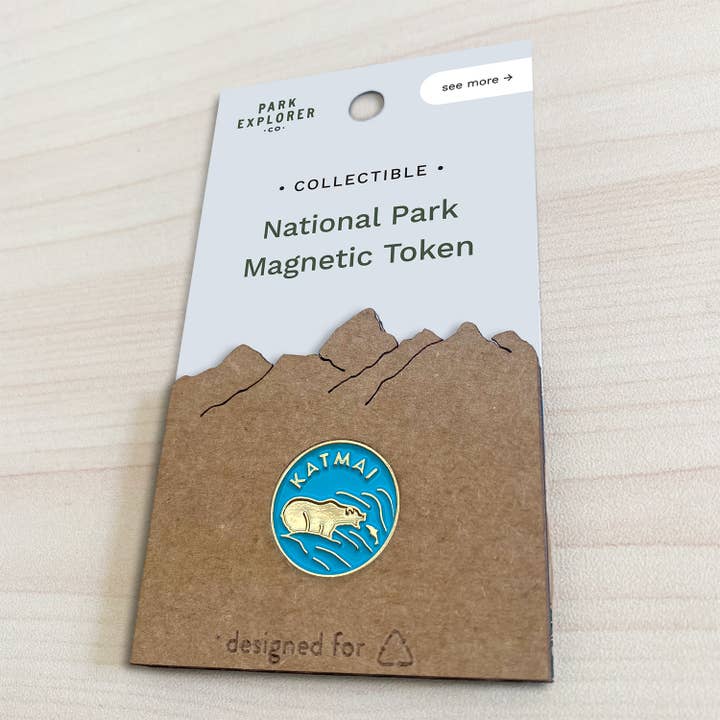 PARK
EXPLORER
·CO·
see more →
• COLLECTIBLE •
National Park
Magnetic Token
KATMAI
designed for